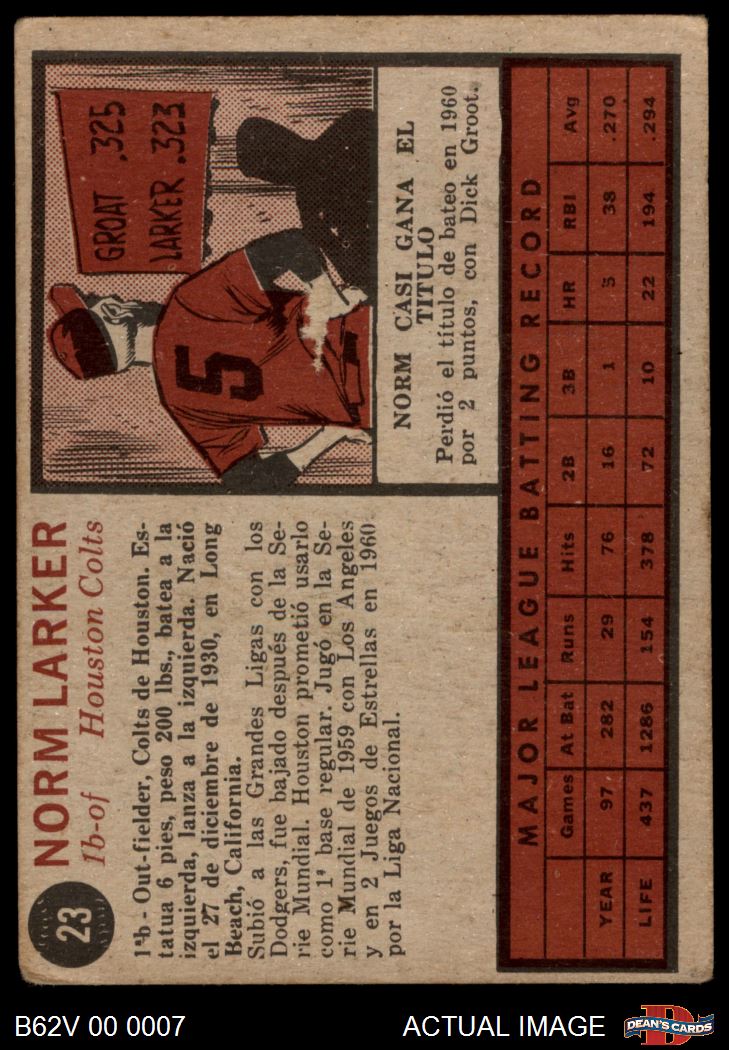 23
NORM LARKER
1b-of Houston Colts
1ªb - Out-fielder, Colts de Houston. Es-
tatua 6 pies, peso 200 lbs., batea a la
izquierda, lanza a la izquierda. Nació
el 27 de diciembre de 1930, en Long
Beach, California.
Subió a las Grandes Ligas con los
Dodgers, fue bajado después de la Se-
rie Mundial. Houston prometió usarlo
como 1ª base regular. Jugó en la Se-
rie Mundial de 1959 con Los Angeles
y en 2 Juegos de Estrellas en 1960
por la Liga Nacional.
GROAT .325
LARKER .323
5
NORM CASI GANA EL
TITULO
Perdió el título de bateo en 1960
por 2 puntos, con Dick Groot.
MAJOR LEAGUE BATTING RECORD
Games At Bat Runs Hits 2B 3B HR RBI Avg
YEAR 97 282 29 76 16 1 5 38 .270
LIFE 437 1286 154 378 72 10 22 194 .294
B62V 00 0007
ACTUAL IMAGE
DEAN'S CARDS